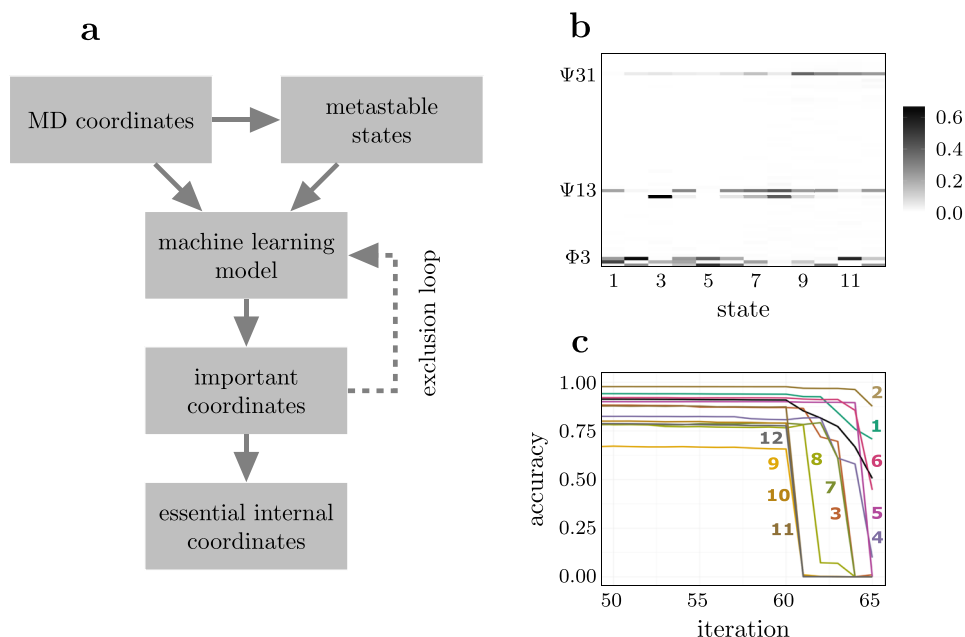 a
MD coordinates
metastable
states
machine learning
model
exclusion loop
important
coordinates
essential internal
coordinates
b
Ψ31
Ψ13
Φ3
1 3 5 7 9 11
state
0.6
0.4
0.2
0.0
c
1.00
0.75
0.50
0.25
0.00
accuracy
2
1
12
8
6
9
10
7
3
5
11
4
50 55 60 65
iteration